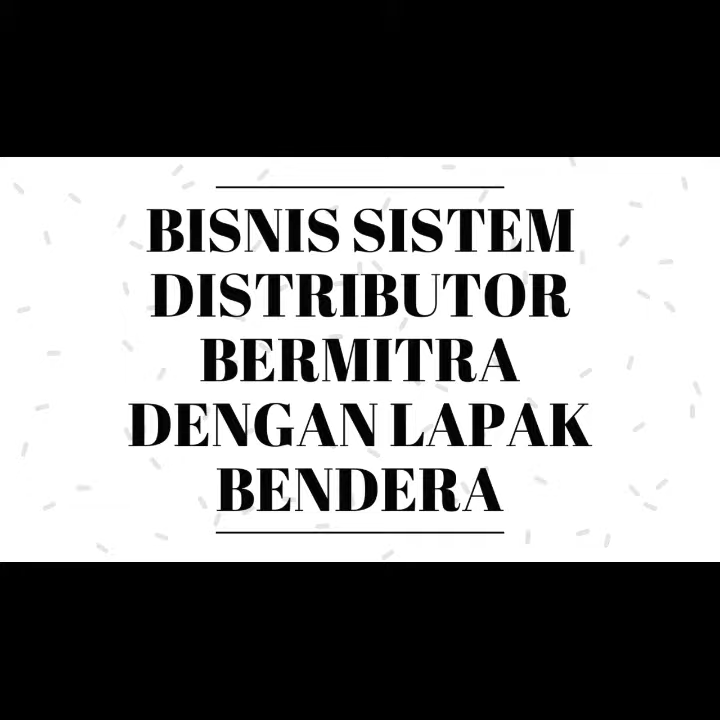 BISNIS SISTEM
DISTRIBUTOR
BERMITRA
DENGAN LAPAK
BENDERA